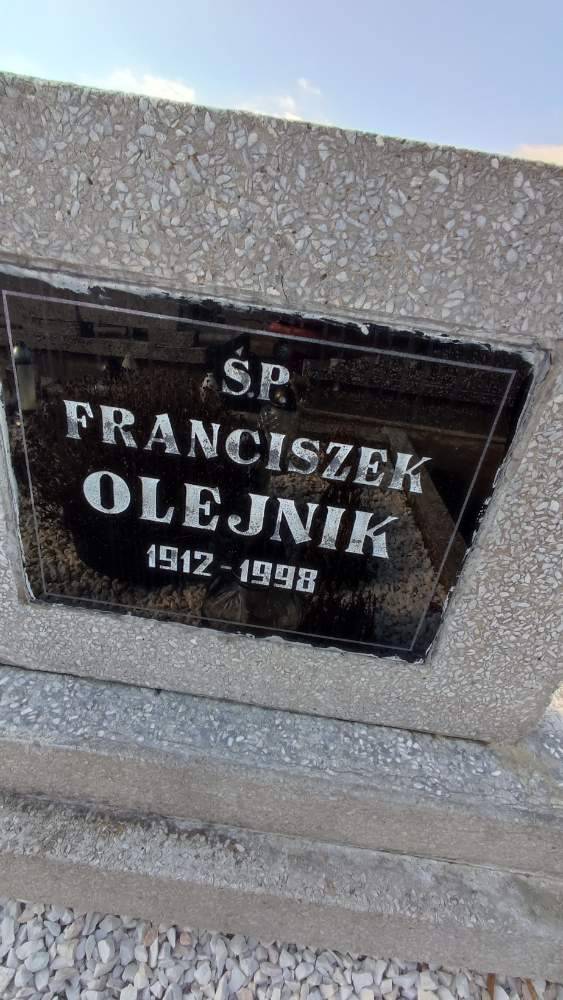 Ś.P.
FRANCISZEK
OLEJNIK
1912-1998